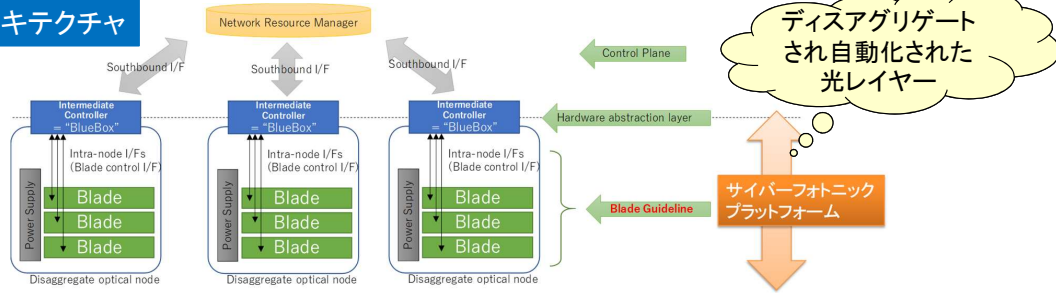 キテクチャ
Network Resource Manager
ディスアグリゲート
され自動化された
光レイヤー
Control Plane
Southbound I/F
Southbound I/F
Southbound I/F
Intermediate
Controller
= "BlueBox"
Intermediate
Controller
= "BlueBox"
Intermediate
Controller
= "BlueBox"
Hardware abstraction layer
Intra-node I/Fs
(Blade control I/F)
Power Supply
Blade
Blade
Blade
Disaggregate optical node
Intra-node I/Fs
(Blade control I/F)
Power Supply
Blade
Blade
Blade
Disaggregate optical node
Intra-node I/Fs
(Blade control I/F)
Power Supply
Blade
Blade
Blade
Disaggregate optical node
Blade Guideline
サイバーフォトニック
プラットフォーム